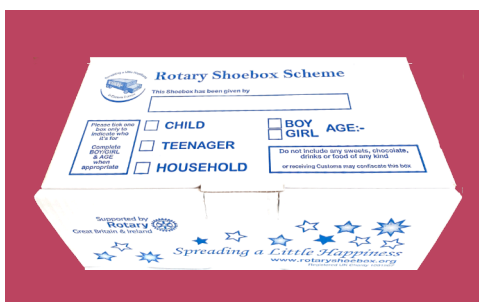 Rotary Shoebox Scheme
This Shoebox has been given by
Please tick one
box only to
indicate who
it's for
Complete
BOY/GIRL
& AGE
when
appropriate
CHILD
TEENAGER
HOUSEHOLD
BOY
GIRL
AGE:-
Do not include any sweets, chocolate,
drinks or food of any kind
or receiving Customs may confiscate this box
Supported by
Rotary
Great Britain & Ireland
Spreading a Little Happiness
www.rotaryshoebox.org